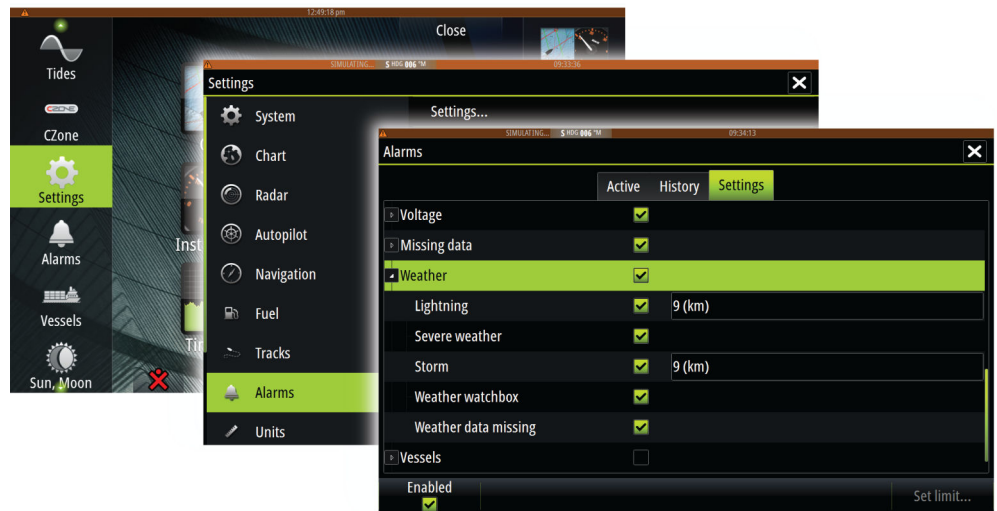 12:49:18 pm
Close
Tides
CZONE
CZone
Settings
Alarms
Vessels
Sun, Moon
Inst
SIMULATING... S HDG 006 °M 09:33:36
Settings
System
Settings...
Chart
Radar
Autopilot
Navigation
Fuel
Tracks
Alarms
Units
SIMULATING... S HDG 006 °M 09:34:13
Alarms
Active History Settings
Voltage
Missing data
Weather
Lightning 9 (km)
Severe weather
Storm 9 (km)
Weather watchbox
Weather data missing
Vessels
Enabled
Set limit...